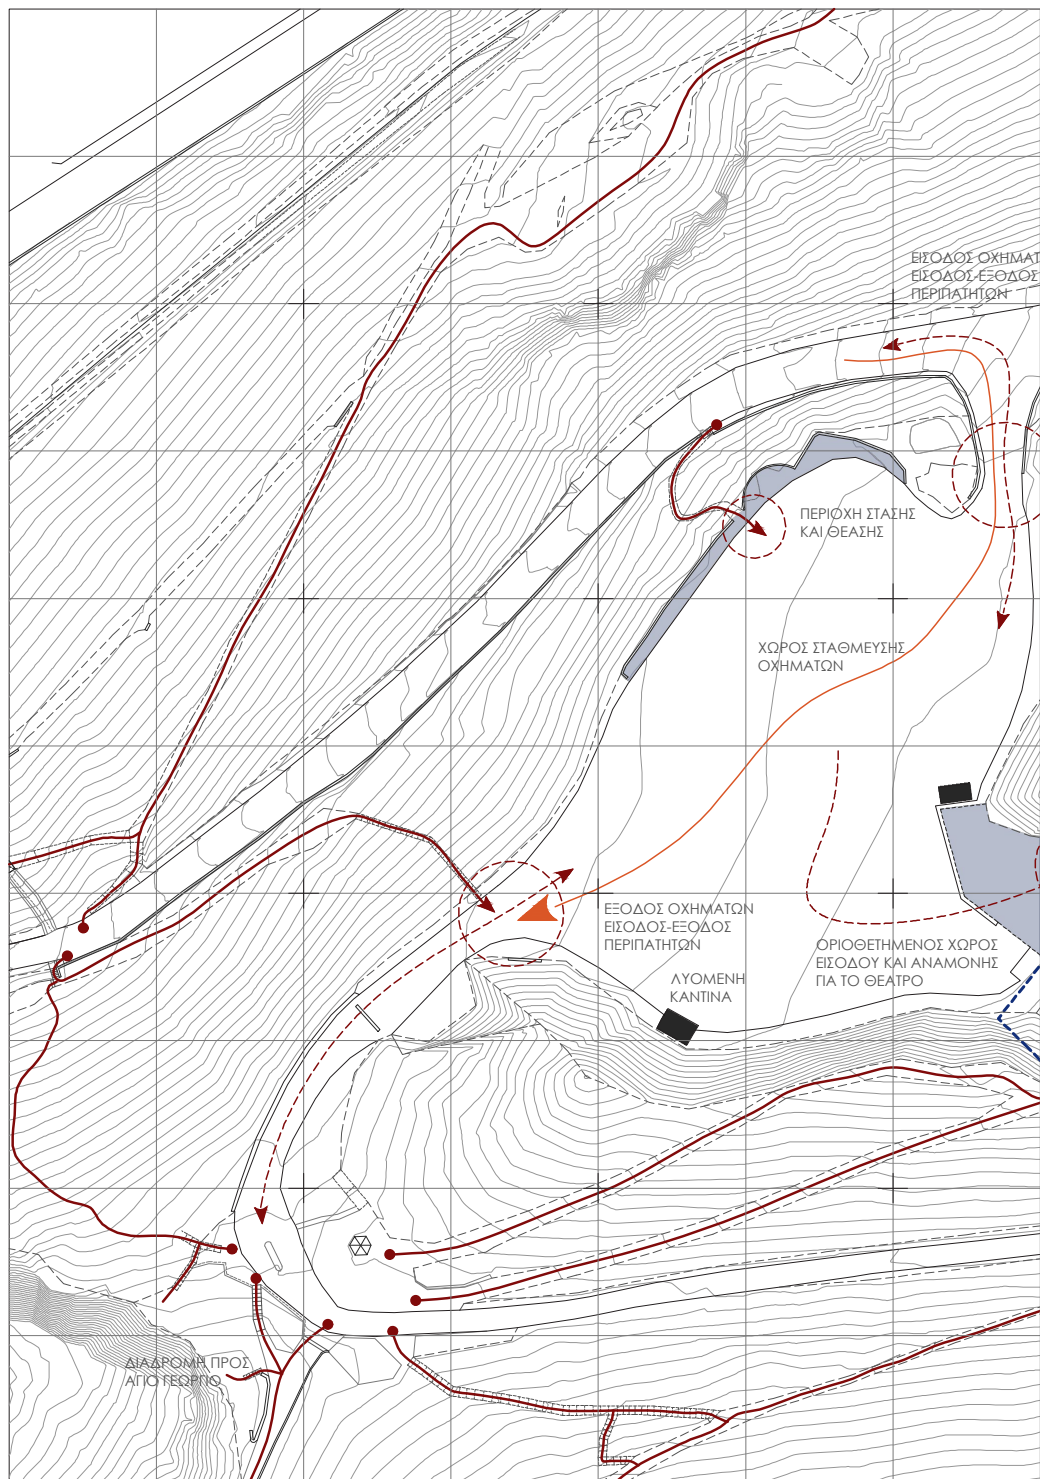 ΕΙΣΟΔΟΣ ΟΧΗΜΑΤ
ΕΙΣΟΔΟΣ-ΕΞΟΔΟΣ
ΠΕΡΙΠΑΤΗΤΩΝ
ΠΕΡΙΟΧΗ ΣΤΑΣΗΣ
ΚΑΙ ΘΕΑΣΗΣ
ΧΩΡΟΣ ΣΤΑΘΜΕΥΣΗΣ
ΟΧΗΜΑΤΩΝ
ΕΞΟΔΟΣ ΟΧΗΜΑΤΩΝ
ΕΙΣΟΔΟΣ-ΕΞΟΔΟΣ
ΠΕΡΙΠΑΤΗΤΩΝ
ΟΡΙΟΘΕΤΗΜΕΝΟΣ ΧΩΡΟΣ
ΕΙΣΟΔΟΥ ΚΑΙ ΑΝΑΜΟΝΗΣ
ΓΙΑ ΤΟ ΘΕΑΤΡΟ
ΛΥΟΜΕΝΗ
ΚΑΝΤΙΝΑ
ΔΙΑΔΡΟΜΗ ΠΡΟΣ
ΑΓΙΟ ΓΕΩΡΓΙΟ